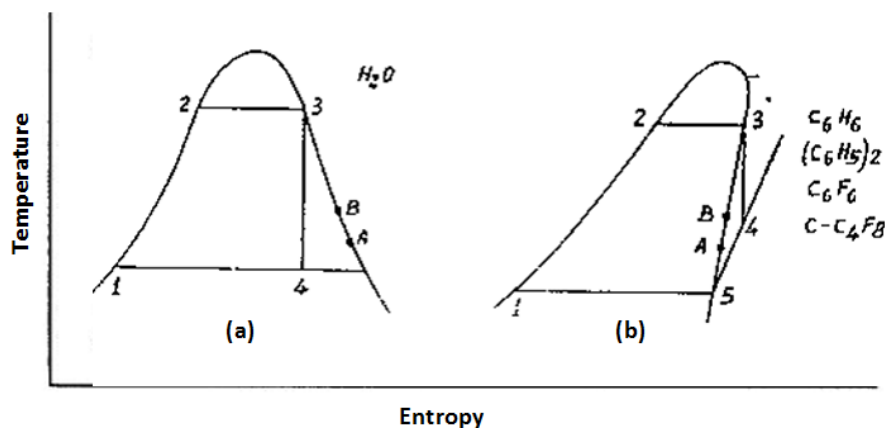 Temperature
H₂O
2 3
B
A
1 4
(a)
2 3
C₆H₆
(C₆H₅)2
C₆F₆
C-C₄F₈
B
4
A
1 5
(b)
Entropy